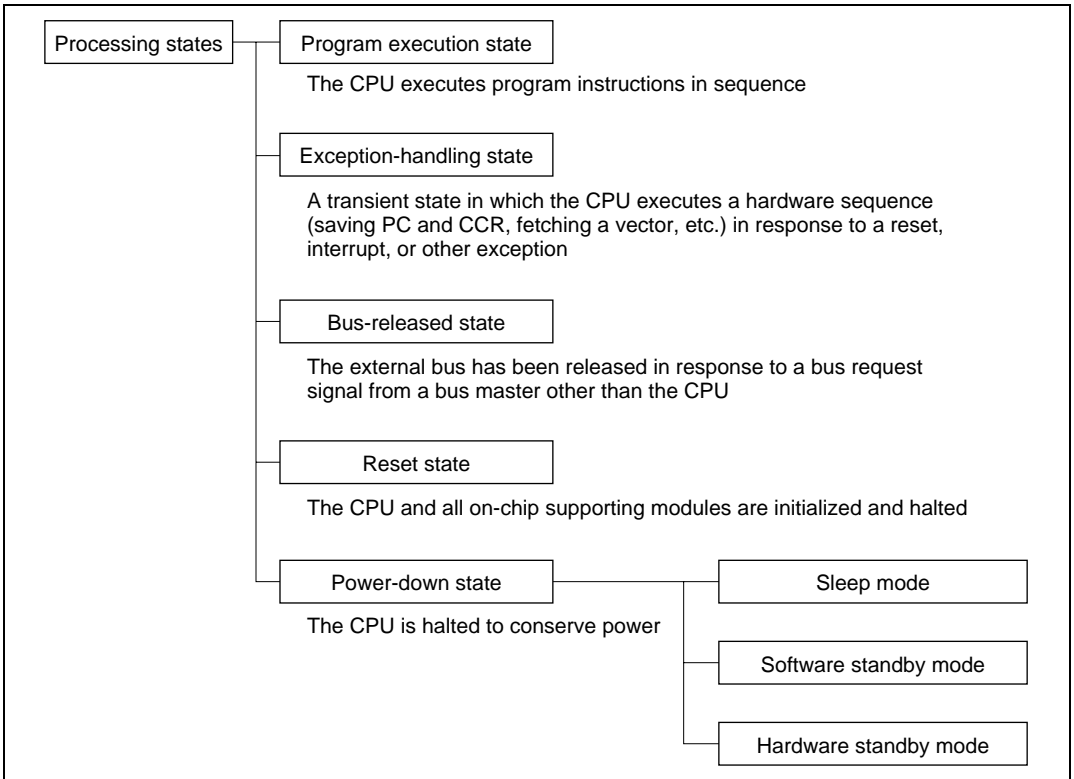 Processing states
Program execution state
The CPU executes program instructions in sequence
Exception-handling state
A transient state in which the CPU executes a hardware sequence
(saving PC and CCR, fetching a vector, etc.) in response to a reset,
interrupt, or other exception
Bus-released state
The external bus has been released in response to a bus request
signal from a bus master other than the CPU
Reset state
The CPU and all on-chip supporting modules are initialized and halted
Power-down state
The CPU is halted to conserve power
Sleep mode
Software standby mode
Hardware standby mode